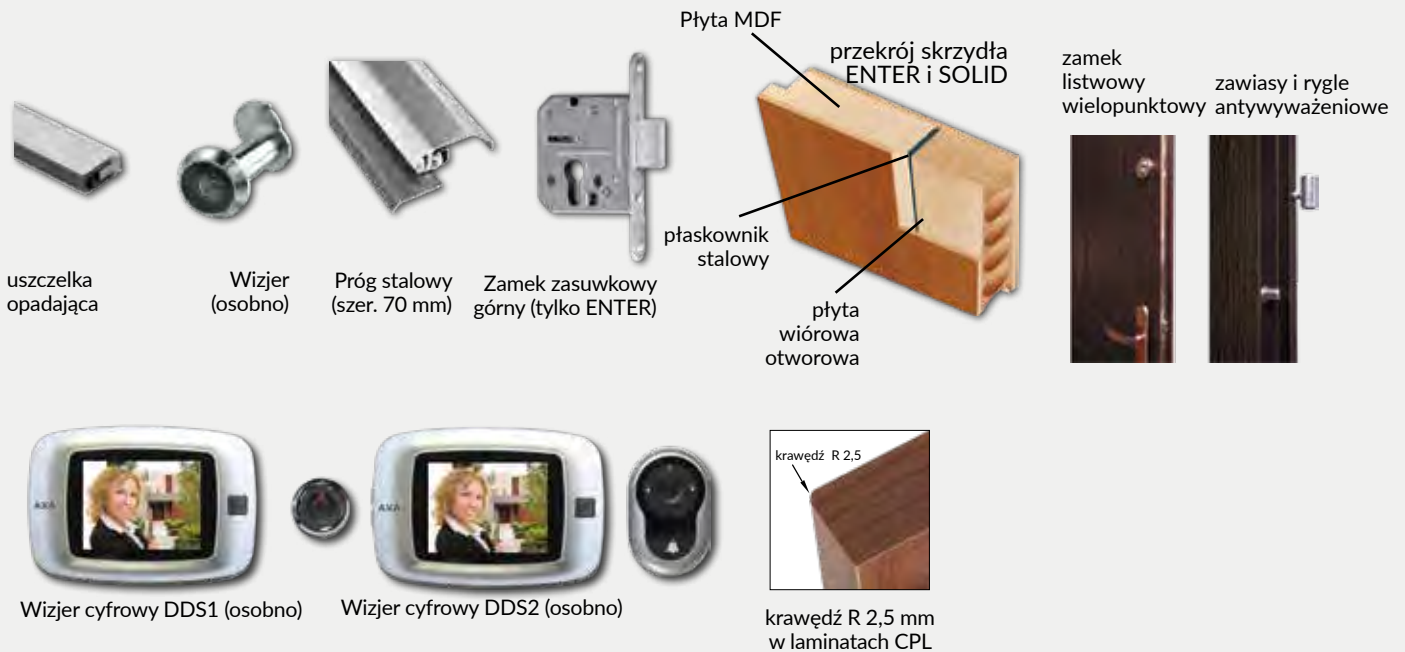 Płyta MDF
przekrój skrzydła
ENTER i SOLID
zamek
listwowy
wielopunktowy
zawiasy i rygle
antywyważeniowe
płaskownik
stalowy
płyta
wiórowa
otworowa
uszczelka
opadająca
Wizjer
(osobno)
Próg stalowy
(szer. 70 mm)
Zamek zasuwkowy
górny (tylko ENTER)
AXA
AXA
krawędź R 2,5
Wizjer cyfrowy DDS1 (osobno)
Wizjer cyfrowy DDS2 (osobno)
krawędź R 2,5 mm
w laminatach CPL